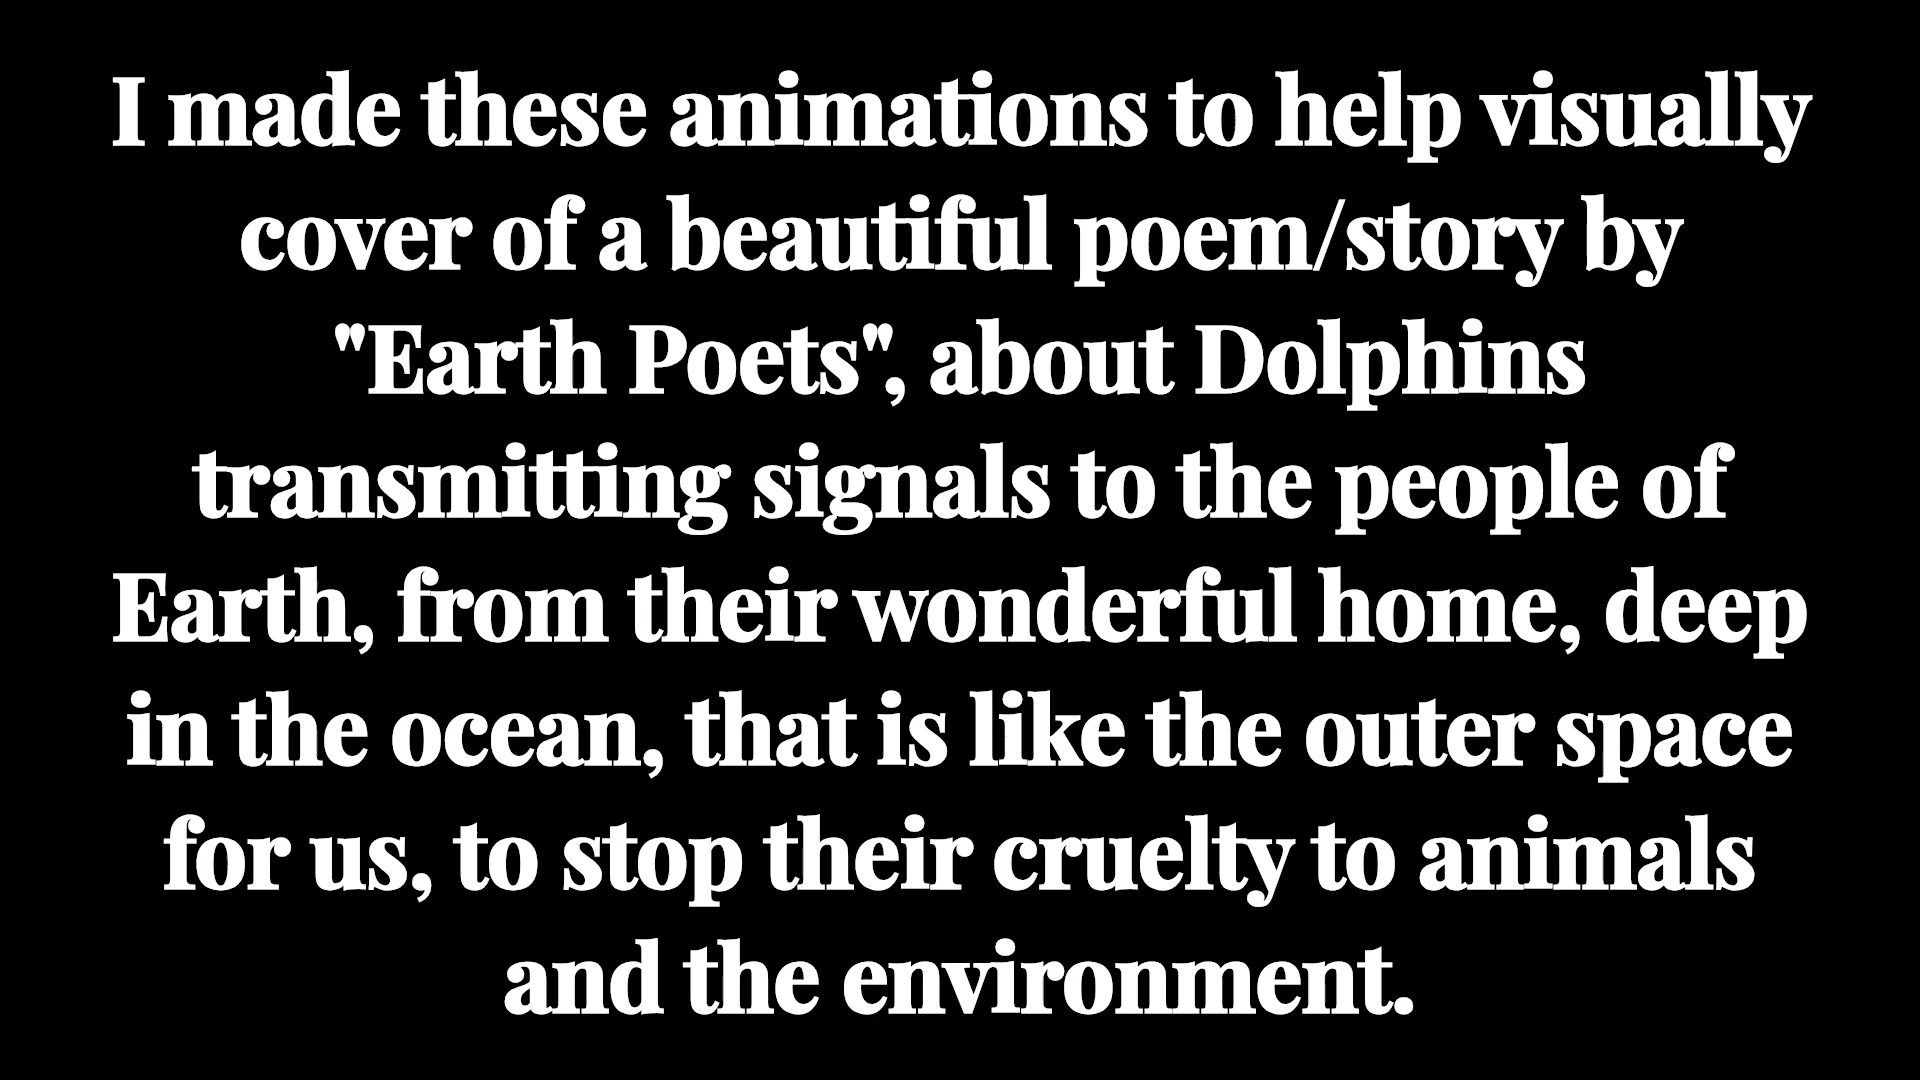 I made these animations to help visually
cover of a beautiful poem/story by
"Earth Poets", about Dolphins
transmitting signals to the people of
Earth, from their wonderful home, deep
in the ocean, that is like the outer space
for us, to stop their cruelty to animals
and the environment.